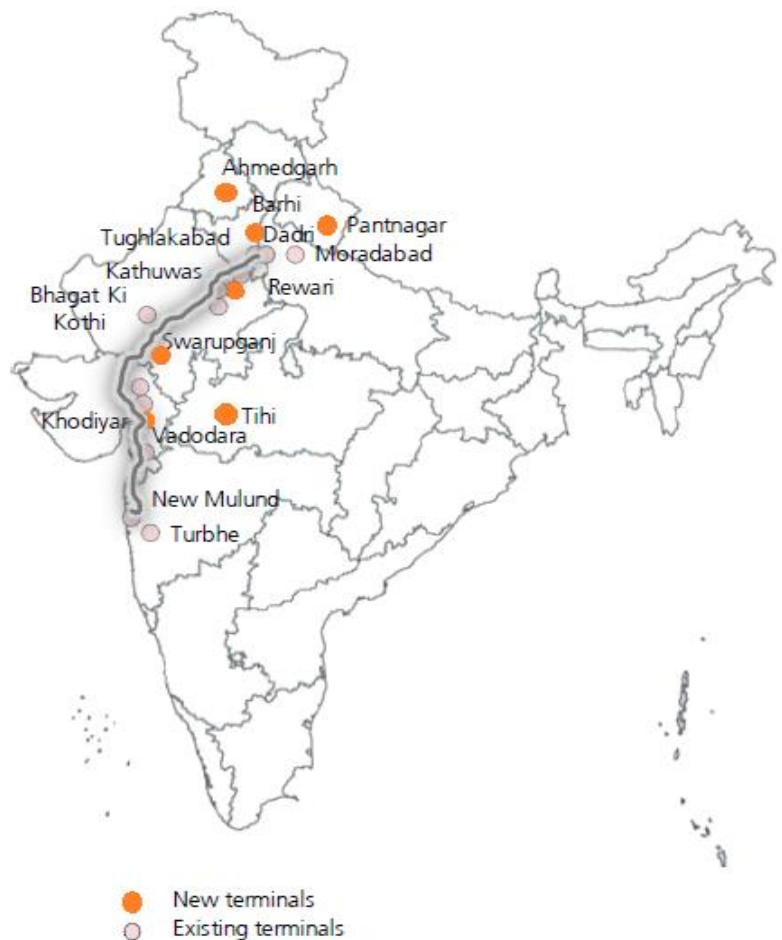 Ahmedgarh
Barhi
Pantnagar
Tughlakabad
Dadri
Moradabad
Kathuwas
Rewari
Bhagat Ki
Kothi
Swarupganj
Tihi
Khodiyar
Vadodara
New Mulund
Turbhe
New terminals
Existing terminals